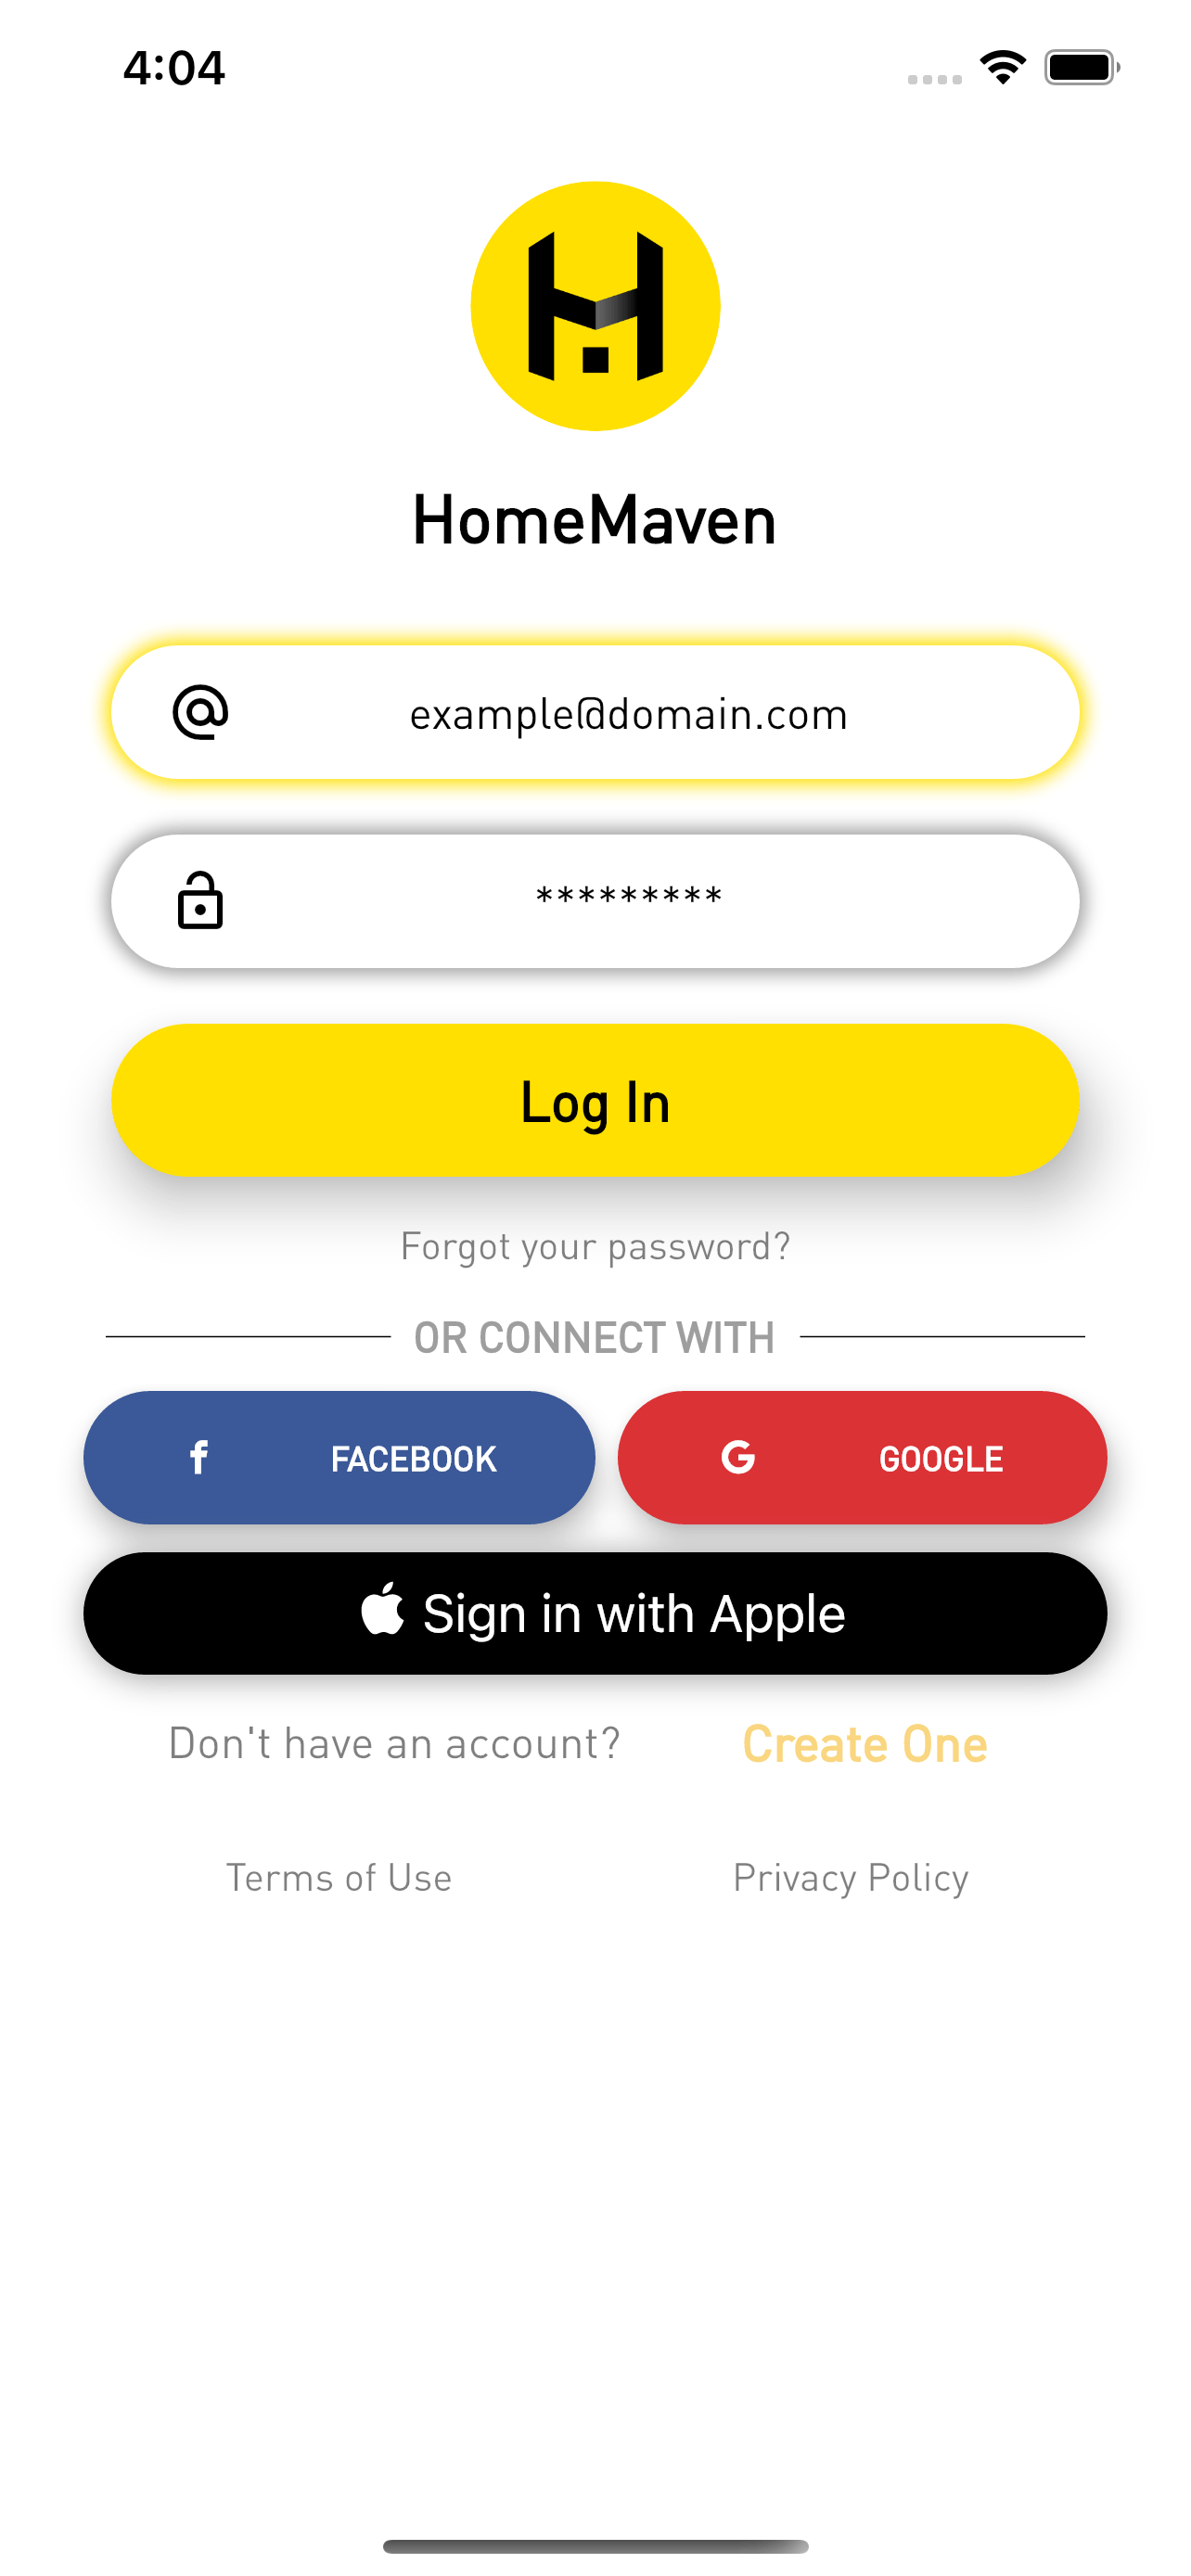 4:04
HomeMaven
example@domain.com
*********
Log In
Forgot your password?
OR CONNECT WITH
FACEBOOK GOOGLE
Sign in with Apple
Don't have an account? Create One
Terms of Use Privacy Policy